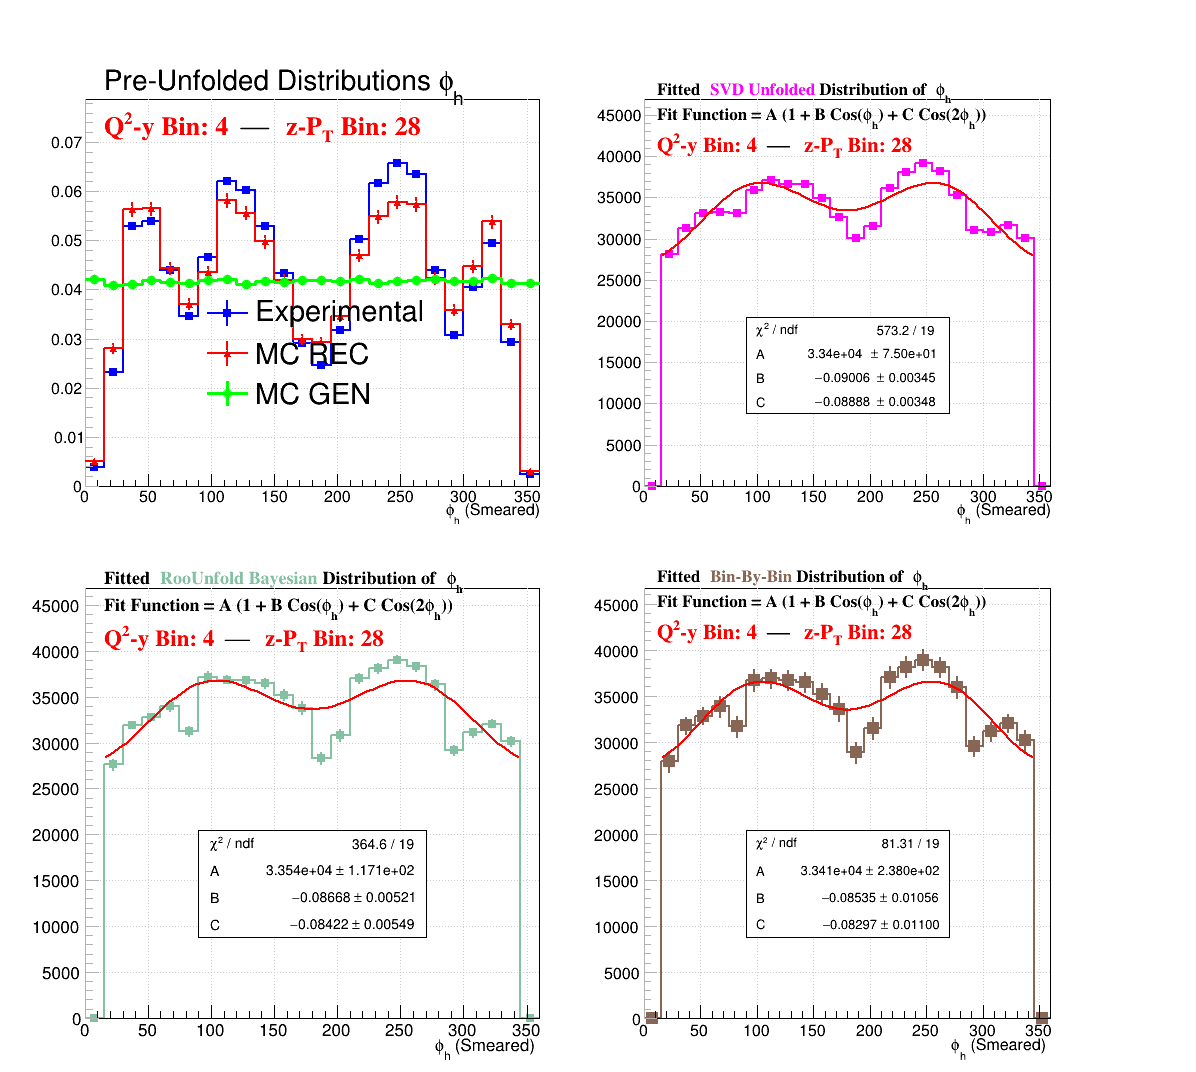 Pre-Unfolded Distributions ϕh
Q²-y Bin: 4 — z-PT Bin: 28
0.07
0.06
0.05
0.04
0.03
0.02
0.01
0
Experimental
MC REC
MC GEN
0 50 100 150 200 250 300 350
ϕh (Smeared)
Fitted SVD Unfolded Distribution of ϕh
Fit Function = A (1 + B Cos(ϕh) + C Cos(2ϕh))
Q²-y Bin: 4 — z-PT Bin: 28
45000
40000
35000
30000
25000
20000
15000
10000
5000
0
χ² / ndf 573.2 / 19
A 3.34e+04 ± 7.50e+01
B −0.09006 ± 0.00345
C −0.08888 ± 0.00348
0 50 100 150 200 250 300 350
ϕh (Smeared)
Fitted RooUnfold Bayesian Distribution of ϕh
Fit Function = A (1 + B Cos(ϕh) + C Cos(2ϕh))
Q²-y Bin: 4 — z-PT Bin: 28
45000
40000
35000
30000
25000
20000
15000
10000
5000
0
χ² / ndf 364.6 / 19
A 3.354e+04 ± 1.171e+02
B −0.08668 ± 0.00521
C −0.08422 ± 0.00549
0 50 100 150 200 250 300 350
ϕh (Smeared)
Fitted Bin-By-Bin Distribution of ϕh
Fit Function = A (1 + B Cos(ϕh) + C Cos(2ϕh))
Q²-y Bin: 4 — z-PT Bin: 28
45000
40000
35000
30000
25000
20000
15000
10000
5000
0
χ² / ndf 81.31 / 19
A 3.341e+04 ± 2.380e+02
B −0.08535 ± 0.01056
C −0.08297 ± 0.01100
0 50 100 150 200 250 300 350
ϕh (Smeared)